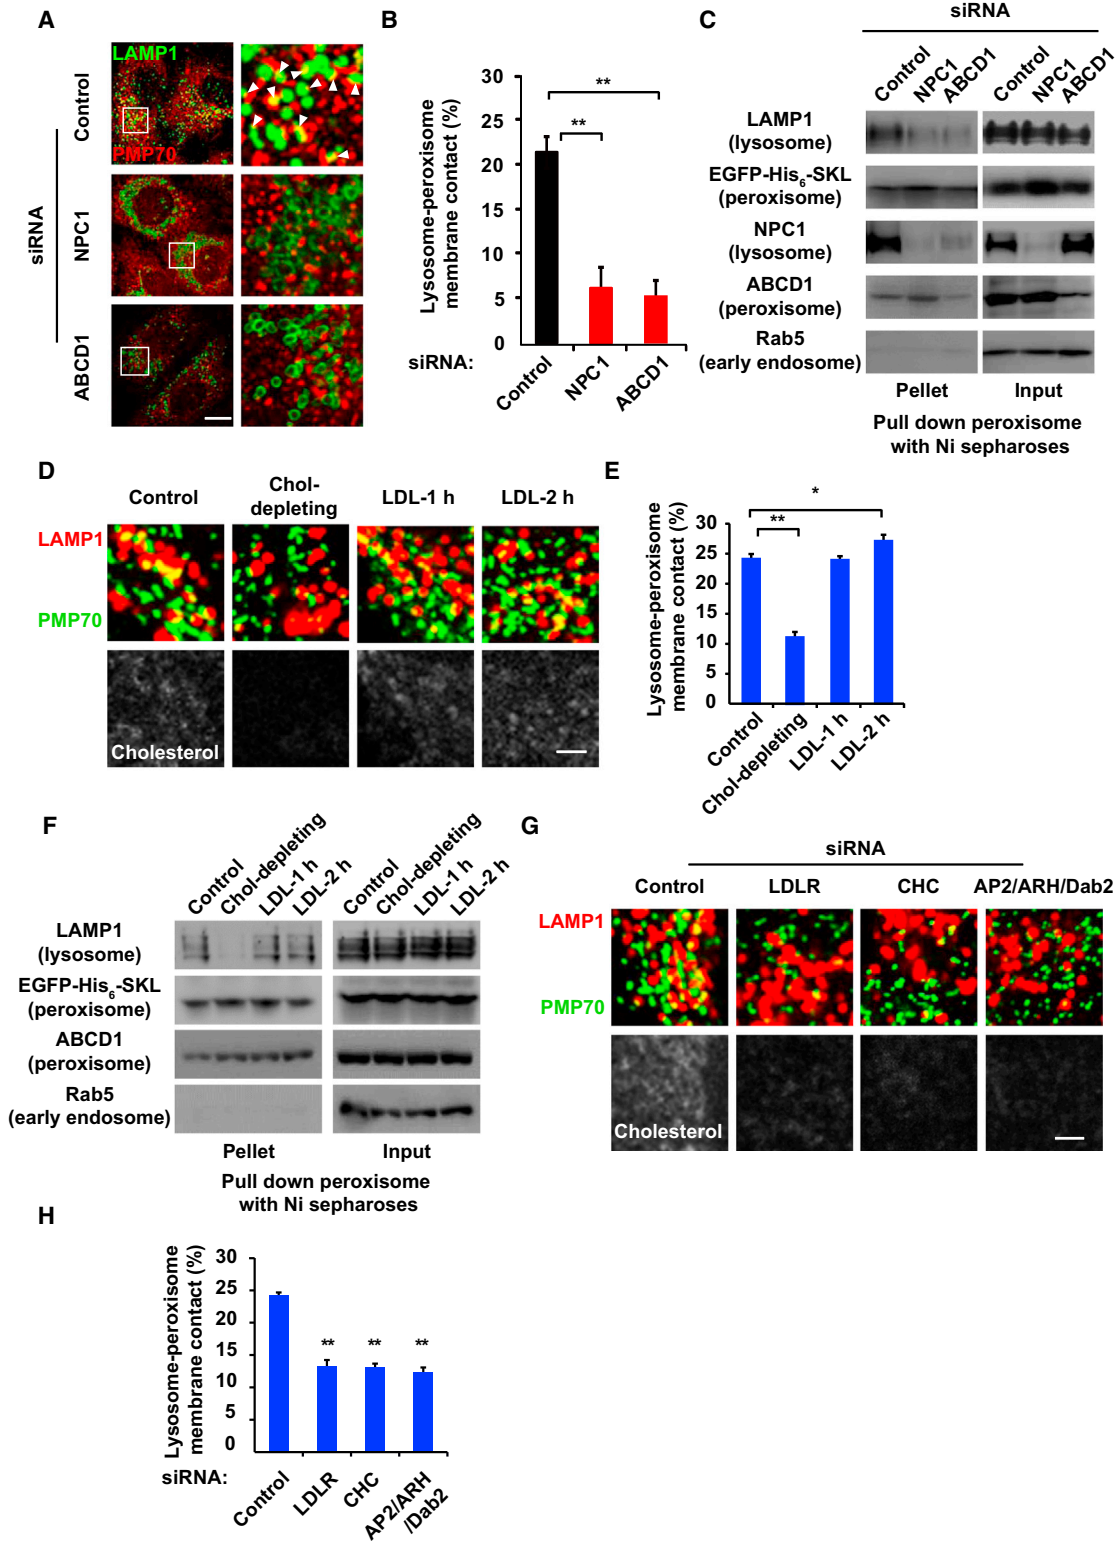 A
LAMP1
PMP70
siRNA
Control
NPC1
ABCD1
B
Lysosome-peroxisome
membrane contact (%)
30
25
20
15
10
5
0
**
**
siRNA:
Control
NPC1
ABCD1
C
siRNA
Control
NPC1
ABCD1
Control
NPC1
ABCD1
LAMP1
(lysosome)
EGFP-His6-SKL
(peroxisome)
NPC1
(lysosome)
ABCD1
(peroxisome)
Rab5
(early endosome)
Pellet
Input
Pull down peroxisome
with Ni sepharoses
D
Control
Chol-
depleting
LDL-1 h
LDL-2 h
LAMP1
PMP70
Cholesterol
E
Lysosome-peroxisome
membrane contact (%)
30
25
20
15
10
5
0
*
**
Control
Chol-depleting
LDL-1 h
LDL-2 h
F
Control
Chol-depleting
LDL-1 h
LDL-2 h
Control
Chol-depleting
LDL-1 h
LDL-2 h
LAMP1
(lysosome)
EGFP-His6-SKL
(peroxisome)
ABCD1
(peroxisome)
Rab5
(early endosome)
Pellet
Input
Pull down peroxisome
with Ni sepharoses
G
siRNA
Control
LDLR
CHC
AP2/ARH/Dab2
LAMP1
PMP70
Cholesterol
H
Lysosome-peroxisome
membrane contact (%)
30
25
20
15
10
5
0
**
**
**
siRNA:
Control
LDLR
CHC
AP2/ARH
/Dab2